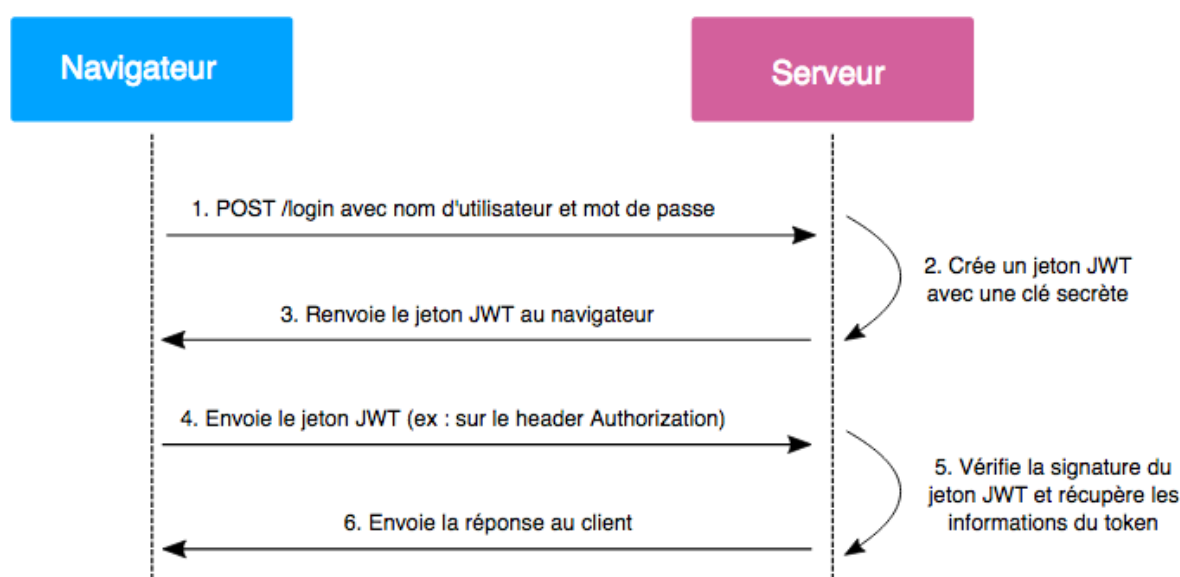 Navigateur
Serveur
1. POST /login avec nom d'utilisateur et mot de passe
2. Crée un jeton JWT
avec une clé secrète
3. Renvoie le jeton JWT au navigateur
4. Envoie le jeton JWT (ex : sur le header Authorization)
5. Vérifie la signature du
jeton JWT et récupère les
informations du token
6. Envoie la réponse au client